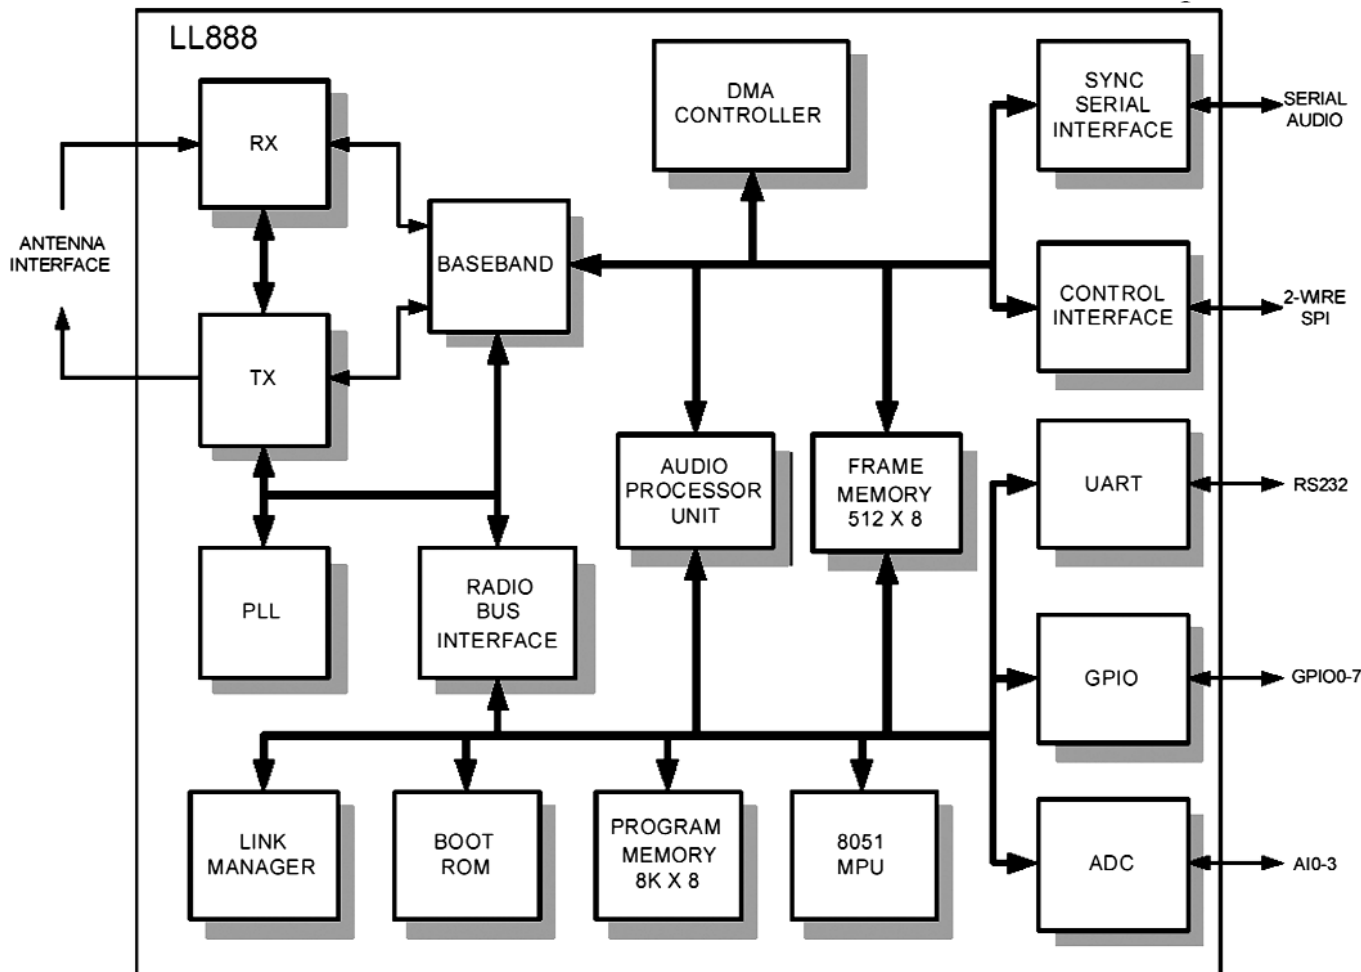 LL888
RX
DMA
CONTROLLER
SYNC
SERIAL
INTERFACE
SERIAL
AUDIO
ANTENNA
INTERFACE
BASEBAND
CONTROL
INTERFACE
2-WIRE
SPI
TX
AUDIO
PROCESSOR
UNIT
FRAME
MEMORY
512 X 8
UART
RS232
PLL
RADIO
BUS
INTERFACE
GPIO
GPIO0-7
LINK
MANAGER
BOOT
ROM
PROGRAM
MEMORY
8K X 8
8051
MPU
ADC
AI0-3